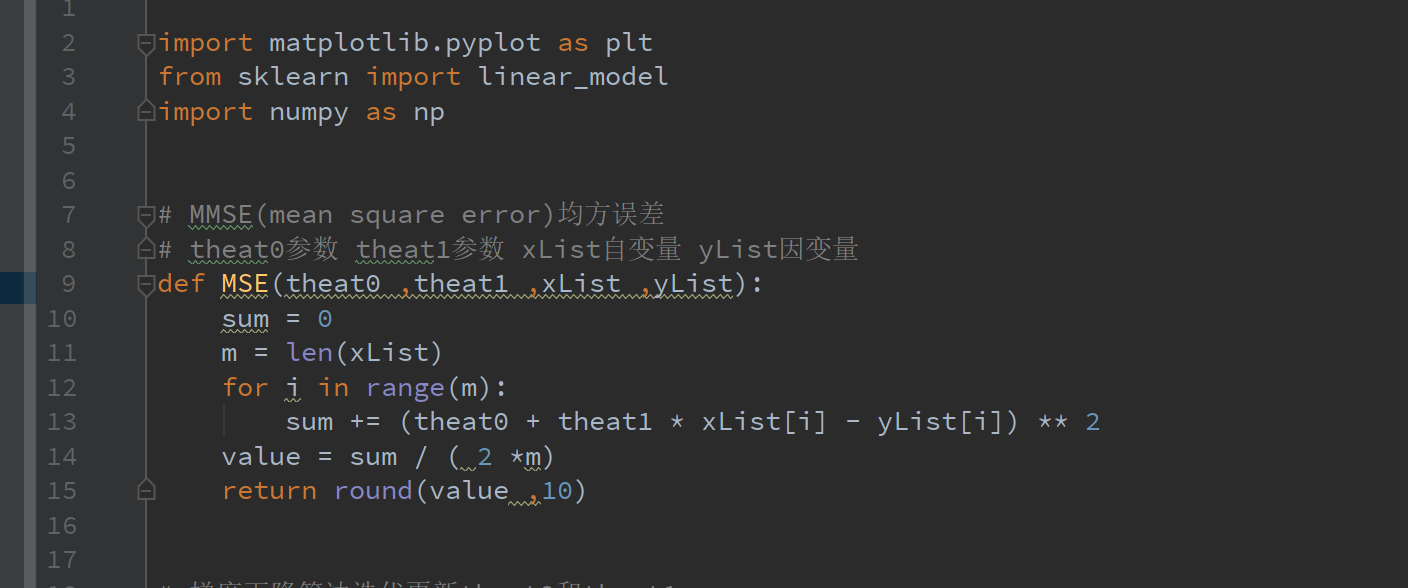 1
2 import matplotlib.pyplot as plt
3 from sklearn import linear_model
4 import numpy as np
5
6
7 # MMSE(mean square error)均方误差
8 # theat0参数 theat1参数 xList自变量 yList因变量
9 def MSE(theat0 ,theat1 ,xList ,yList):
10     sum = 0
11     m = len(xList)
12     for i in range(m):
13         sum += (theat0 + theat1 * xList[i] - yList[i]) ** 2
14     value = sum / ( 2 *m)
15     return round(value ,10)
16
17